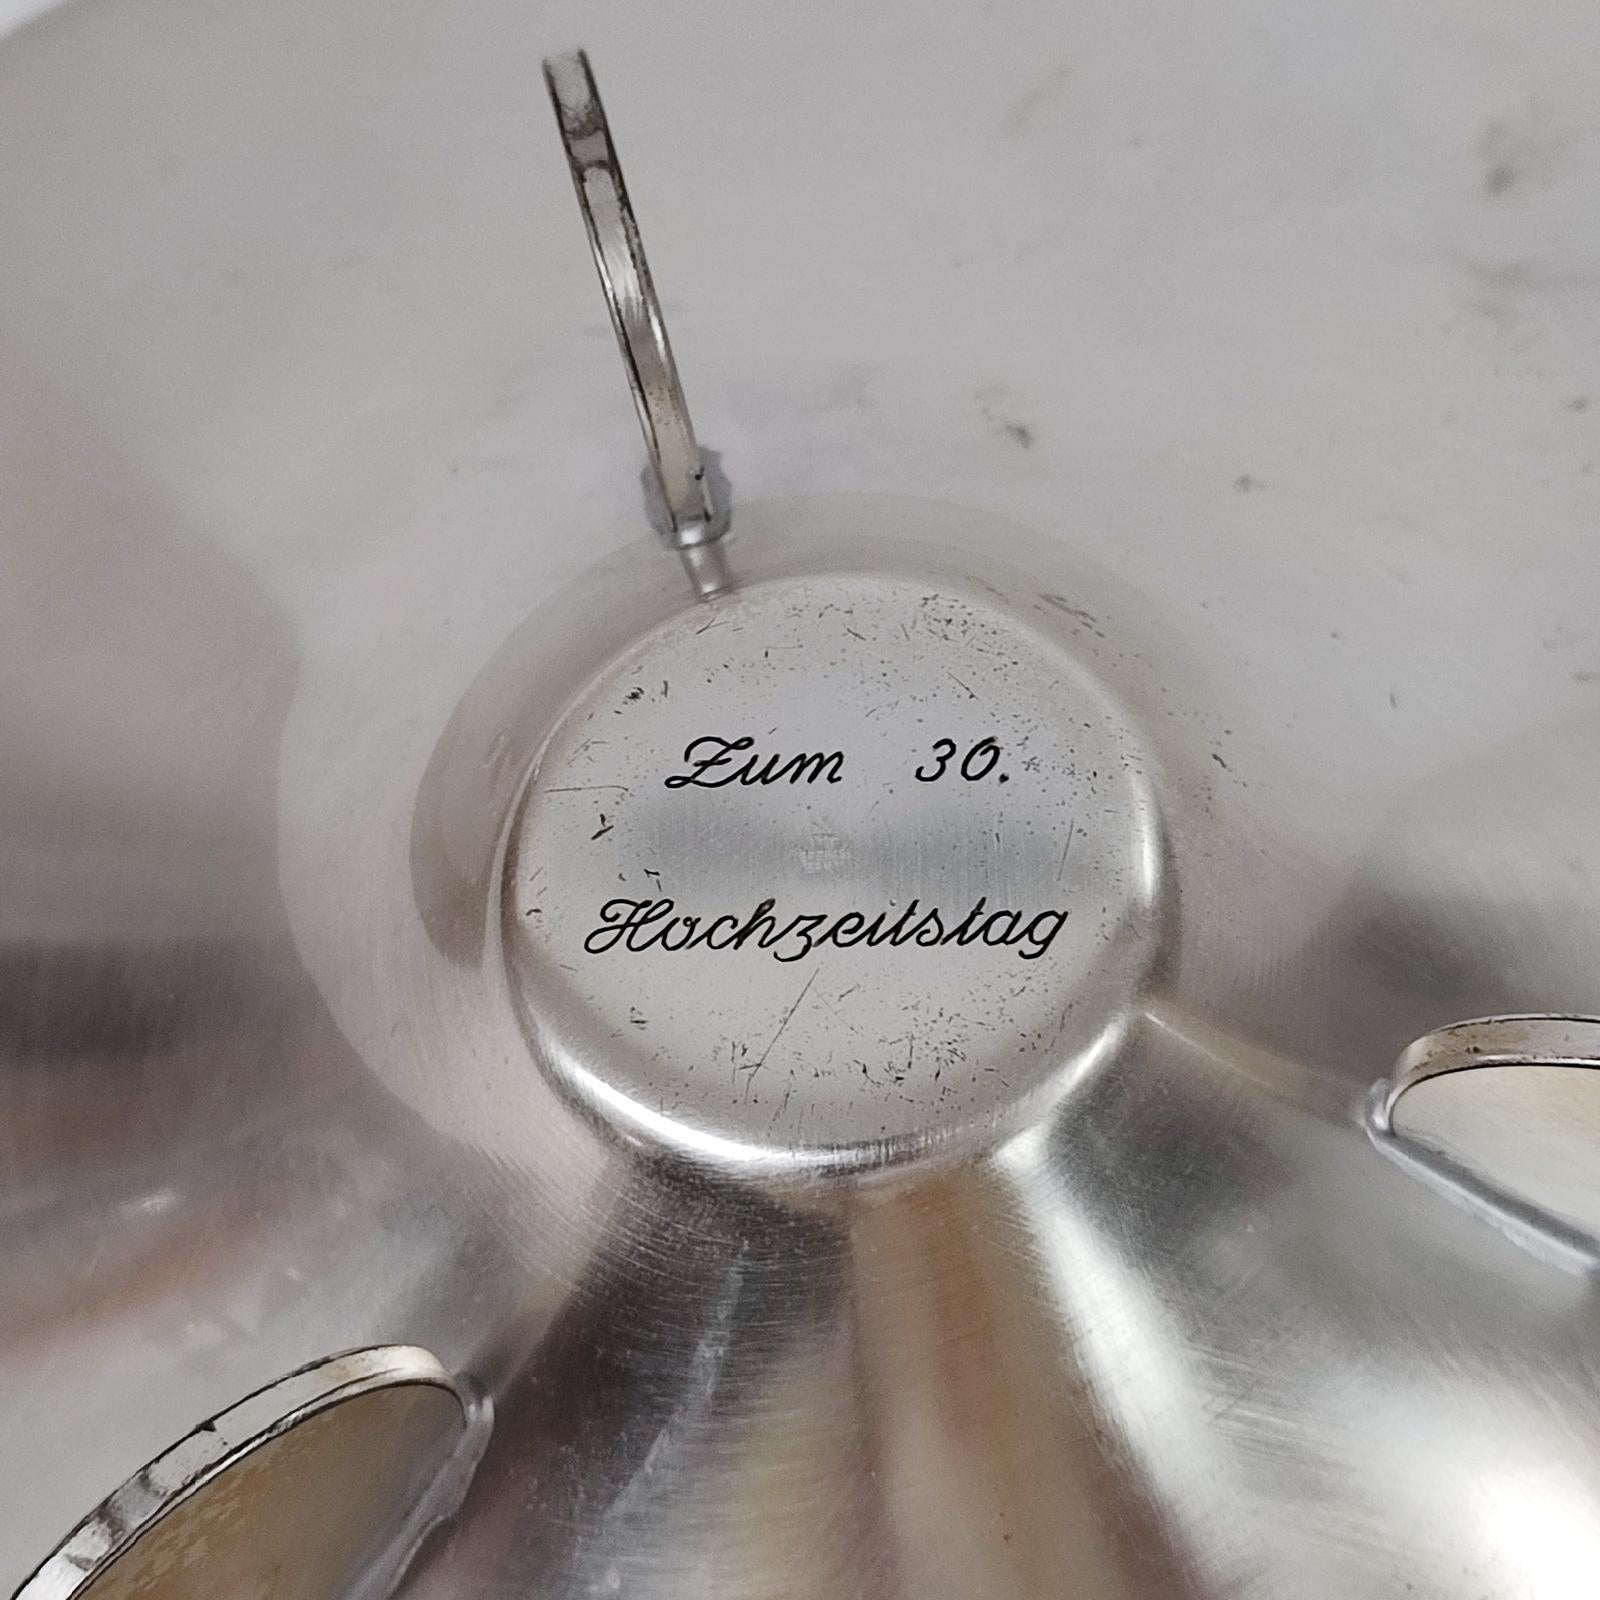 Zum 30.
Hochzeitstag